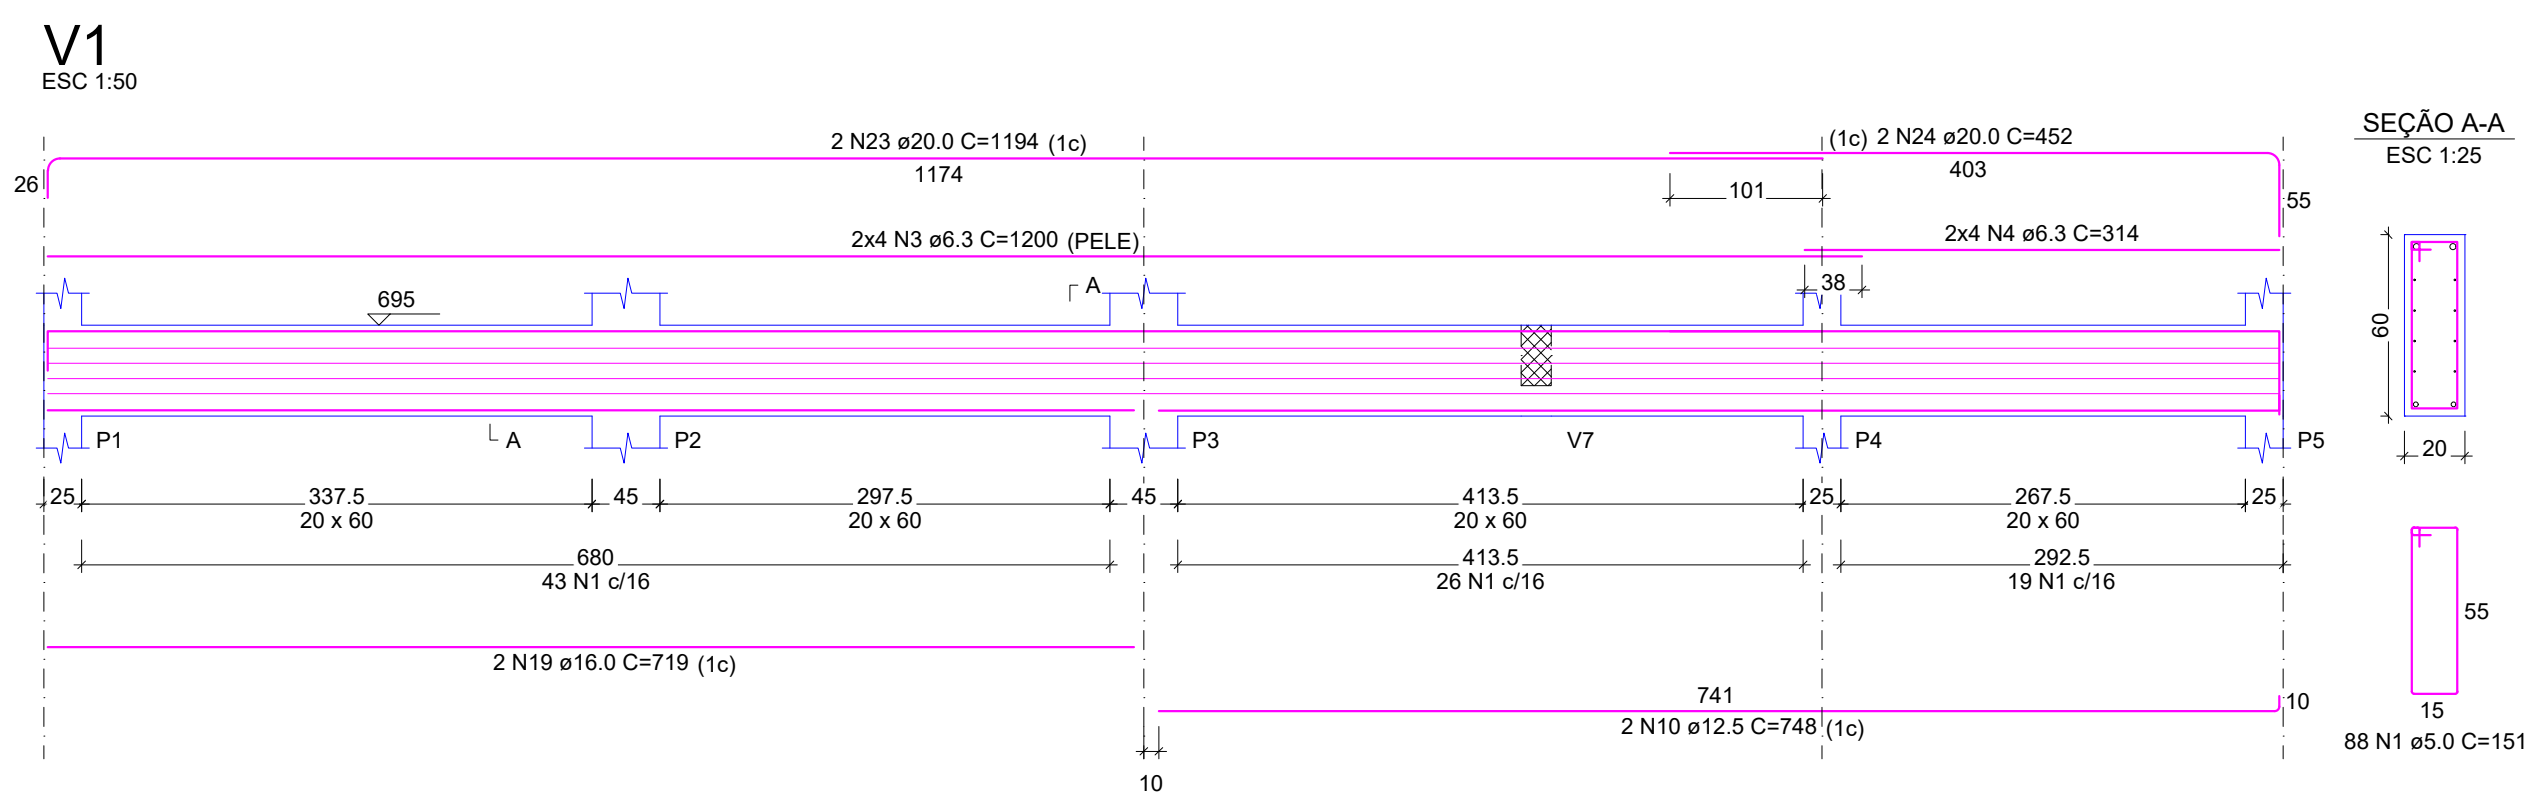 V1
ESC 1:50
2 N23 ø20.0 C=1194 (1c)
1174
26
(1c) 2 N24 ø20.0 C=452
403
101
55
2x4 N3 ø6.3 C=1200 (PELE)
2x4 N4 ø6.3 C=314
38
695
A
A
P1
P2
P3
V7
P4
P5
25
337.5
20 x 60
45
297.5
20 x 60
45
413.5
20 x 60
25
267.5
20 x 60
25
680
43 N1 c/16
413.5
26 N1 c/16
292.5
19 N1 c/16
2 N19 ø16.0 C=719 (1c)
741
2 N10 ø12.5 C=748 (1c)
10
10
SEÇÃO A-A
ESC 1:25
60
20
55
15
88 N1 ø5.0 C=151